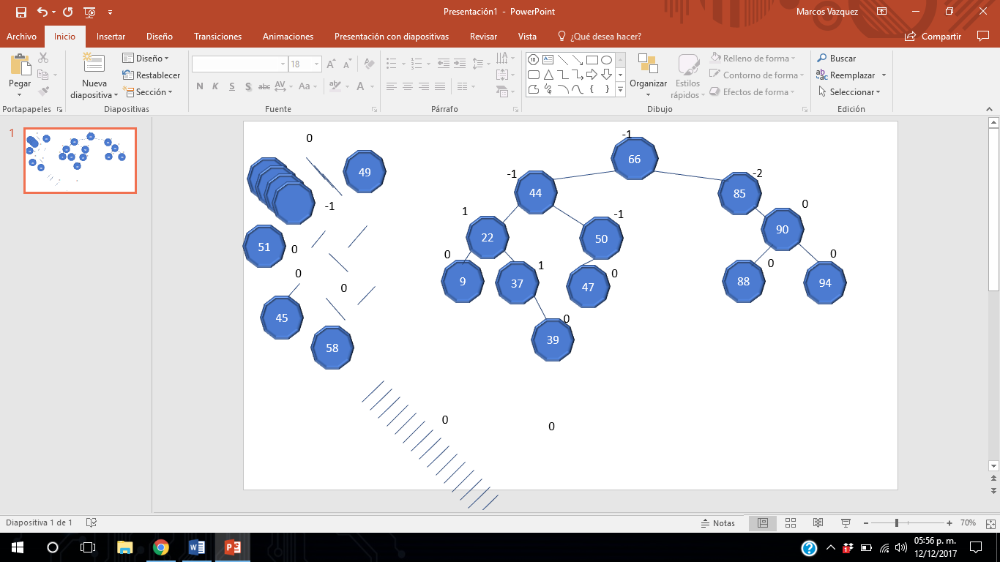 Presentación1 - PowerPoint
Marcos Vazquez
Archivo Inicio Insertar Diseño Transiciones Animaciones Presentación con diapositivas Revisar Vista ¿Qué desea hacer? Compartir
Pegar
Nueva diapositiva
Diseño
Restablecer
Sección
18
N K S S abc AV Aa A
Organizar
Estilos rápidos
Relleno de forma
Contorno de forma
Efectos de forma
Buscar
Reemplazar
Seleccionar
Portapapeles Diapositivas Fuente Párrafo Dibujo Edición
1
0
49
-1
51
0
0
0
45
58
0
0
-1
66
-1
44
-2
85
1
22
-1
50
0
90
0
9
1
37
0
47
0
88
0
94
0
39
Diapositiva 1 de 1
Notas
70%
05:56 p. m.
12/12/2017